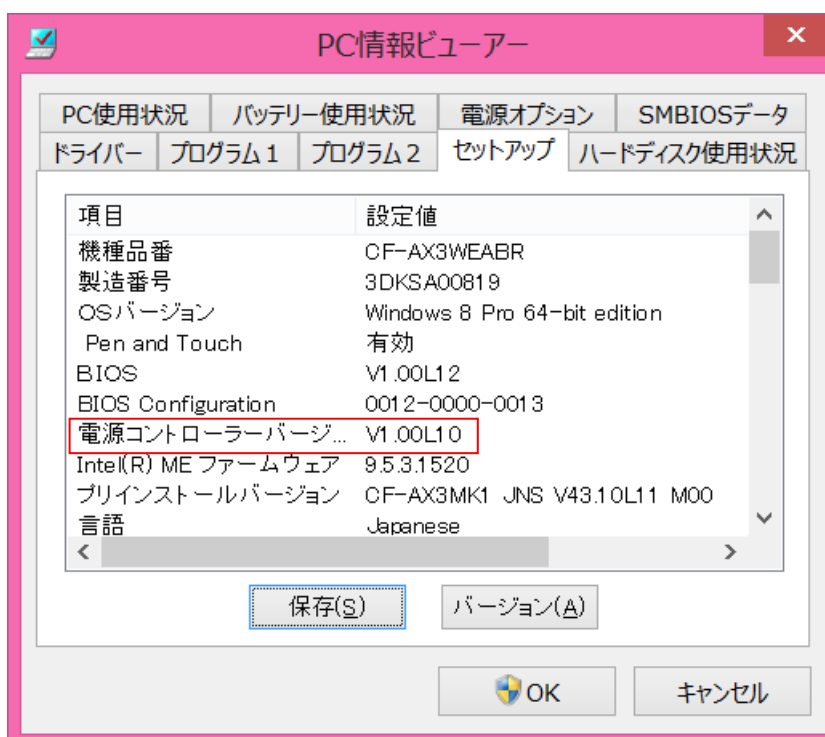 PC情報ビューアー
PC使用状況 バッテリー使用状況 電源オプション SMBIOSデータ
ドライバー プログラム1 プログラム2 セットアップ ハードディスク使用状況
項目 設定値
機種品番 CF-AX3WEABR
製造番号 3DKSA00819
OSバージョン Windows 8 Pro 64-bit edition
Pen and Touch 有効
BIOS V1.00L12
BIOS Configuration 0012-0000-0013
電源コントローラーバージ... V1.00L10
Intel(R) ME ファームウェア 9.5.3.1520
プリインストールバージョン CF-AX3MK1 JNS V43.10L11 M00
言語 Japanese
保存(S) バージョン(A)
OK キャンセル